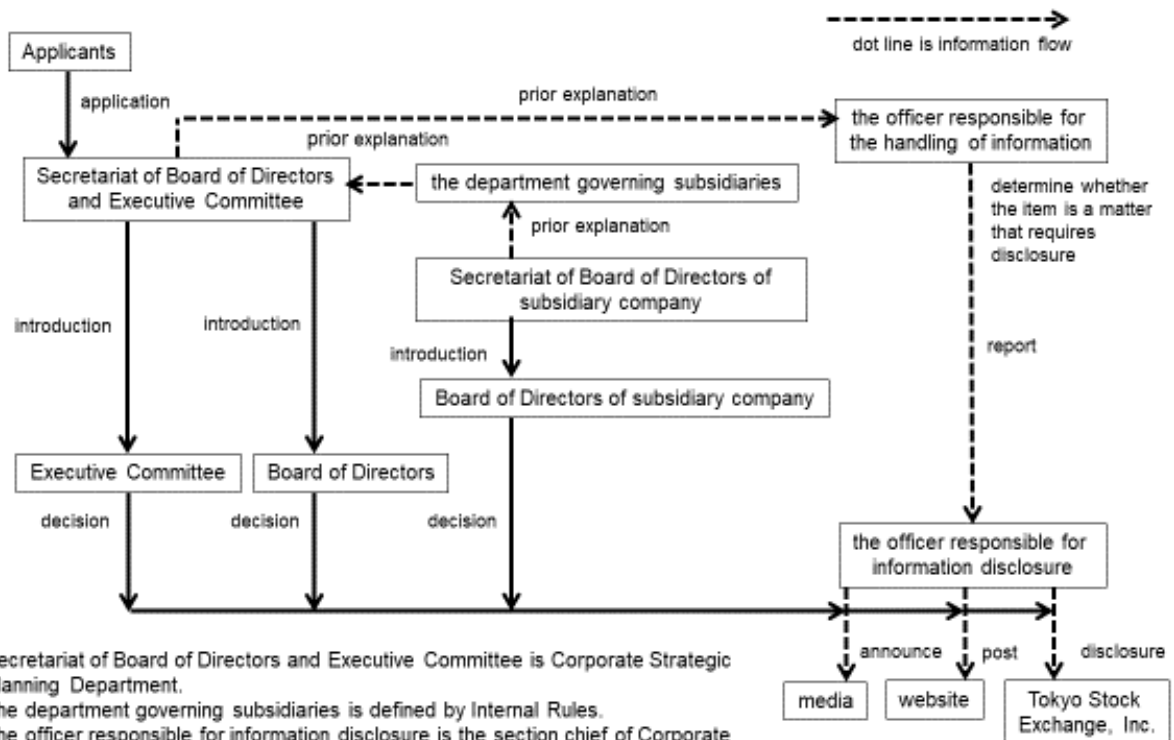 dot line is information flow
Applicants
application
prior explanation
prior explanation
the officer responsible for
the handling of information
Secretariat of Board of Directors
and Executive Committee
the department governing subsidiaries
determine whether
the item is a matter
that requires
disclosure
prior explanation
Secretariat of Board of Directors of
subsidiary company
introduction
introduction
introduction
report
Board of Directors of subsidiary company
Executive Committee
Board of Directors
decision
decision
decision
the officer responsible for
information disclosure
announce
post
disclosure
media
website
Tokyo Stock
Exchange, Inc.
ecretariat of Board of Directors and Executive Committee is Corporate Strategic
lanning Department.
he department governing subsidiaries is defined by Internal Rules.
he officer responsible for information disclosure is the section chief of Corporate